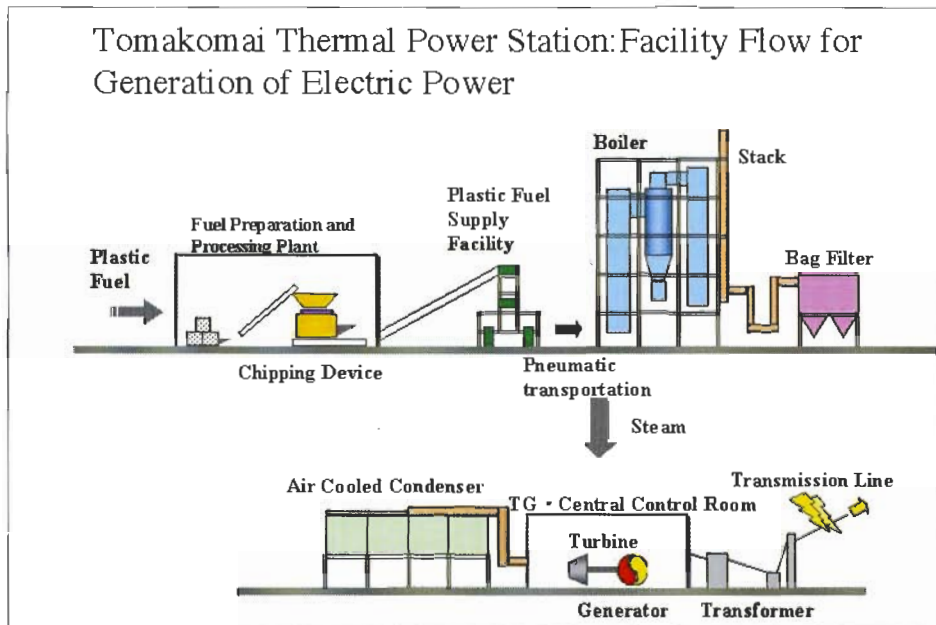 Tomakomai Thermal Power Station:Facility Flow for
Generation of Electric Power
Boiler
Stack
Plastic Fuel
Supply
Facility
Fuel Preparation and
Processing Plant
Plastic
Fuel
Bag Filter
Chipping Device
Pneumatic
transportation
Steam
Air Cooled Condenser
TG · Central Control Room
Transmission Line
Turbine
Generator
Transformer